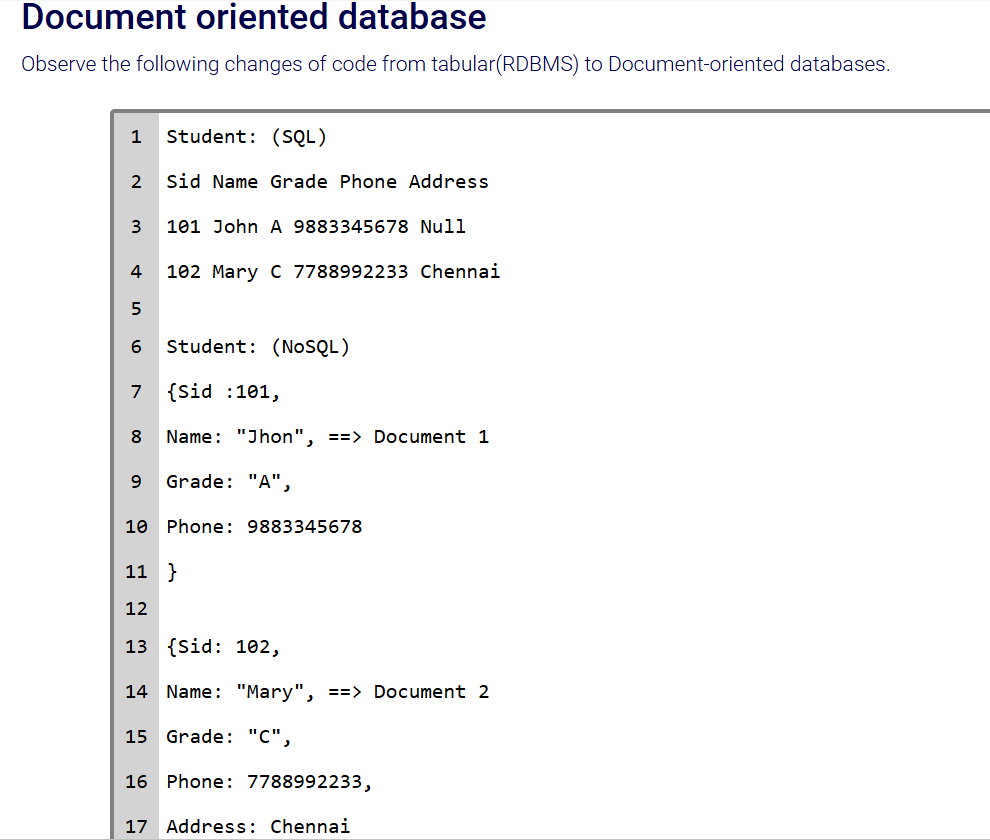 Document oriented database
Observe the following changes of code from tabular(RDBMS) to Document-oriented databases.
1 Student: (SQL)
2 Sid Name Grade Phone Address
3 101 John A 9883345678 Null
4 102 Mary C 7788992233 Chennai
5
6 Student: (NoSQL)
7 {Sid :101,
8 Name: "Jhon", ==> Document 1
9 Grade: "A",
10 Phone: 9883345678
11 }
12
13 {Sid: 102,
14 Name: "Mary", ==> Document 2
15 Grade: "C",
16 Phone: 7788992233,
17 Address: Chennai